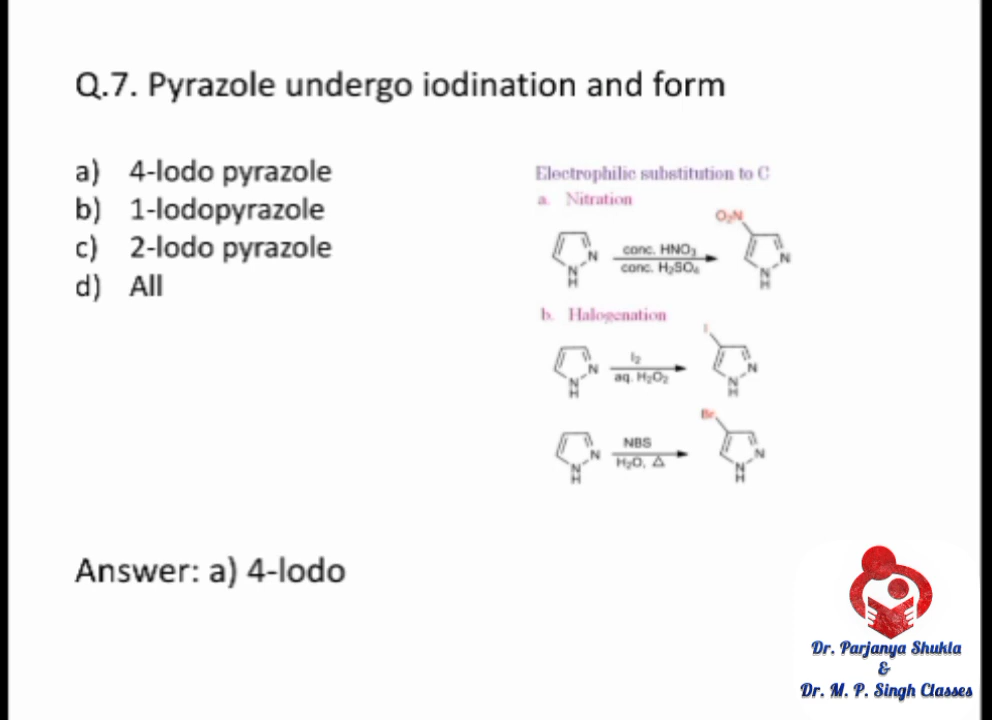 Q.7. Pyrazole undergo iodination and form
a) 4-Iodo pyrazole
b) 1-Iodopyrazole
c) 2-Iodo pyrazole
d) All
Electrophilic substitution to C
a. Nitration
O₂N
conc. HNO₃
conc. H₂SO₄
N
N
H
N
N
H
b. Halogenation
I
I₂
aq. H₂O₂
N
N
H
N
N
H
Br
NBS
H₂O, Δ
N
N
H
N
N
H
Answer: a) 4-Iodo
Dr. Parjanya Shukla
&
Dr. M. P. Singh Classes